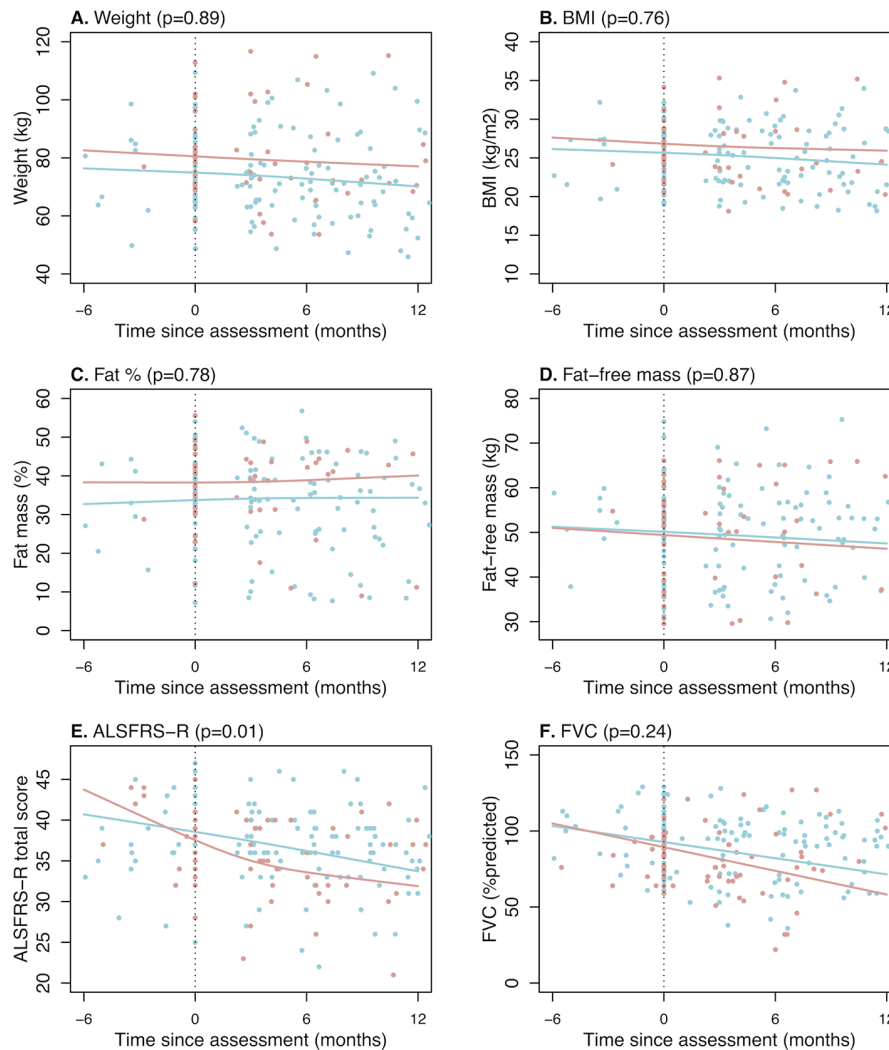 A. Weight (p=0.89)
Weight (kg)
120
100
80
60
40
−6 0 6 12
Time since assessment (months)
B. BMI (p=0.76)
BMI (kg/m2)
40
35
30
25
20
15
10
−6 0 6 12
Time since assessment (months)
C. Fat % (p=0.78)
Fat mass (%)
60
50
40
30
20
10
0
−6 0 6 12
Time since assessment (months)
D. Fat−free mass (p=0.87)
Fat−free mass (kg)
80
70
60
50
40
30
−6 0 6 12
Time since assessment (months)
E. ALSFRS−R (p=0.01)
ALSFRS−R total score
45
40
35
30
25
20
−6 0 6 12
Time since assessment (months)
F. FVC (p=0.24)
FVC (%predicted)
150
100
50
0
−6 0 6 12
Time since assessment (months)